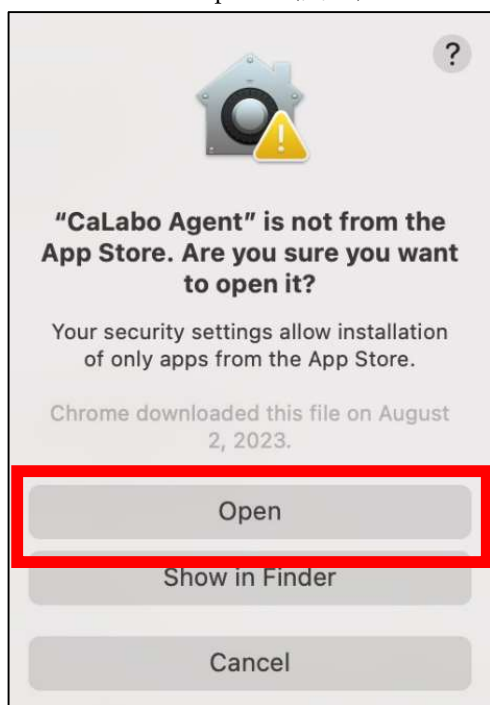 ?
“CaLabo Agent” is not from the
App Store. Are you sure you want
to open it?
Your security settings allow installation
of only apps from the App Store.
Chrome downloaded this file on August
2, 2023.
Open
Show in Finder
Cancel